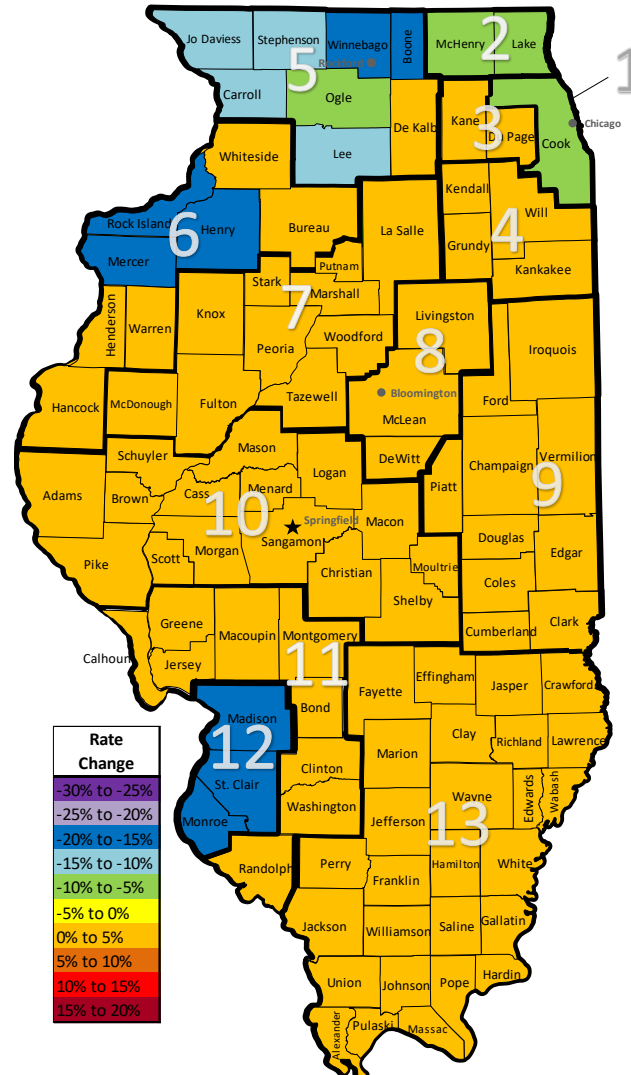 Jo Daviess
Stephenson
Winnebago
Boone
McHenry
Lake
2
1
5
Rockford
Carroll
Ogle
De Kalb
Kane
3
Du Page
Cook
Chicago
Whiteside
Lee
Kendall
Will
4
Grundy
Kankakee
Rock Island
6
Henry
Mercer
Bureau
La Salle
Putnam
Stark
Marshall
7
Henderson
Warren
Knox
Peoria
Woodford
Livingston
8
Iroquois
Hancock
McDonough
Fulton
Tazewell
Bloomington
McLean
Ford
Schuyler
Mason
Logan
DeWitt
Champaign
Vermilion
9
Adams
Brown
Cass
Menard
10
Springfield
Sangamon
Macon
Piatt
Pike
Scott
Morgan
Christian
Moultrie
Shelby
Douglas
Edgar
Coles
Cumberland
Clark
Greene
Macoupin
Montgomery
Calhoun
Jersey
11
Bond
Fayette
Effingham
Jasper
Crawford
Madison
12
St. Clair
Monroe
Clinton
Washington
Marion
Clay
Richland
Lawrence
Wayne
13
Edwards
Wabash
Jefferson
Hamilton
White
Randolph
Perry
Franklin
Jackson
Williamson
Saline
Gallatin
Union
Johnson
Pope
Hardin
Alexander
Pulaski
Massac
Rate
Change
-30% to -25%
-25% to -20%
-20% to -15%
-15% to -10%
-10% to -5%
-5% to 0%
0% to 5%
5% to 10%
10% to 15%
15% to 20%